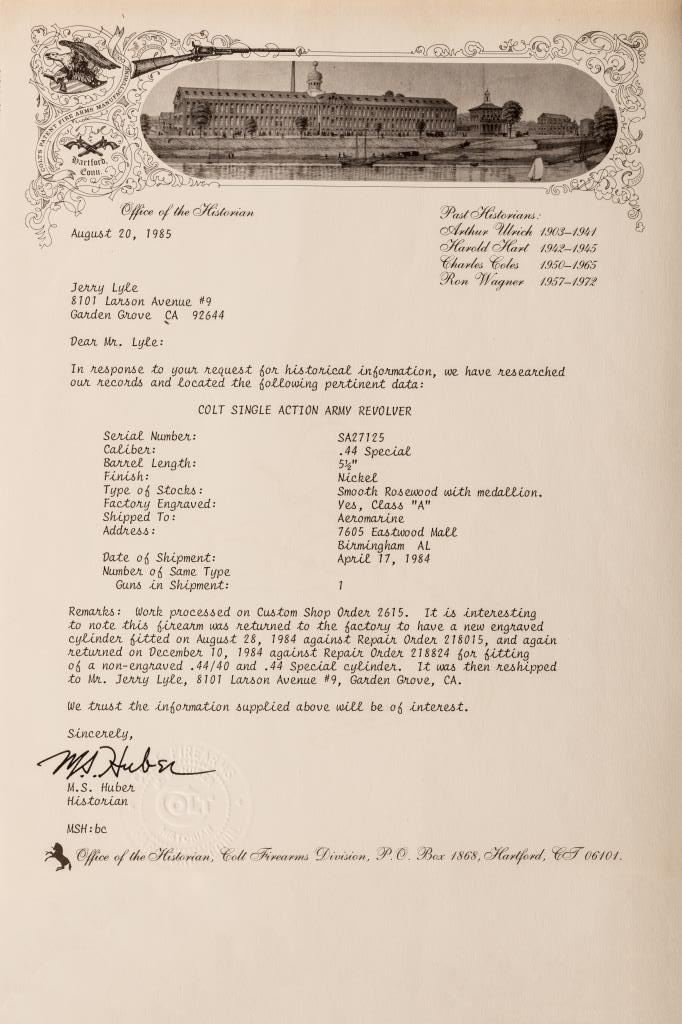 COLT'S PATENT FIRE ARMS MANUFACTURING
Hartford,
Conn.
Office of the Historian
Past Historians:
Arthur Ulrich 1903–1941
Harold Hart 1942–1945
Charles Coles 1950–1965
Ron Wagner 1957–1972
August 20, 1985
Jerry Lyle
8101 Larson Avenue #9
Garden Grove CA 92644
Dear Mr. Lyle:
In response to your request for historical information, we have researched
our records and located the following pertinent data:
COLT SINGLE ACTION ARMY REVOLVER
Serial Number: SA27125
Caliber: .44 Special
Barrel Length: 5½"
Finish: Nickel
Type of Stocks: Smooth Rosewood with medallion.
Factory Engraved: Yes, Class "A"
Shipped To: Aeromarine
Address: 7605 Eastwood Mall
Birmingham AL
Date of Shipment: April 17, 1984
Number of Same Type
Guns in Shipment: 1
Remarks: Work processed on Custom Shop Order 2615. It is interesting
to note this firearm was returned to the factory to have a new engraved
cylinder fitted on August 28, 1984 against Repair Order 218015, and again
returned on December 10, 1984 against Repair Order 218824 for fitting
of a non-engraved .44/40 and .44 Special cylinder. It was then reshipped
to Mr. Jerry Lyle, 8101 Larson Avenue #9, Garden Grove, CA.
We trust the information supplied above will be of interest.
Sincerely,
M.S. Huber
M.S. Huber
Historian
COLT
MSH:bc
Office of the Historian, Colt Firearms Division, P.O. Box 1868, Hartford, CT 06101.